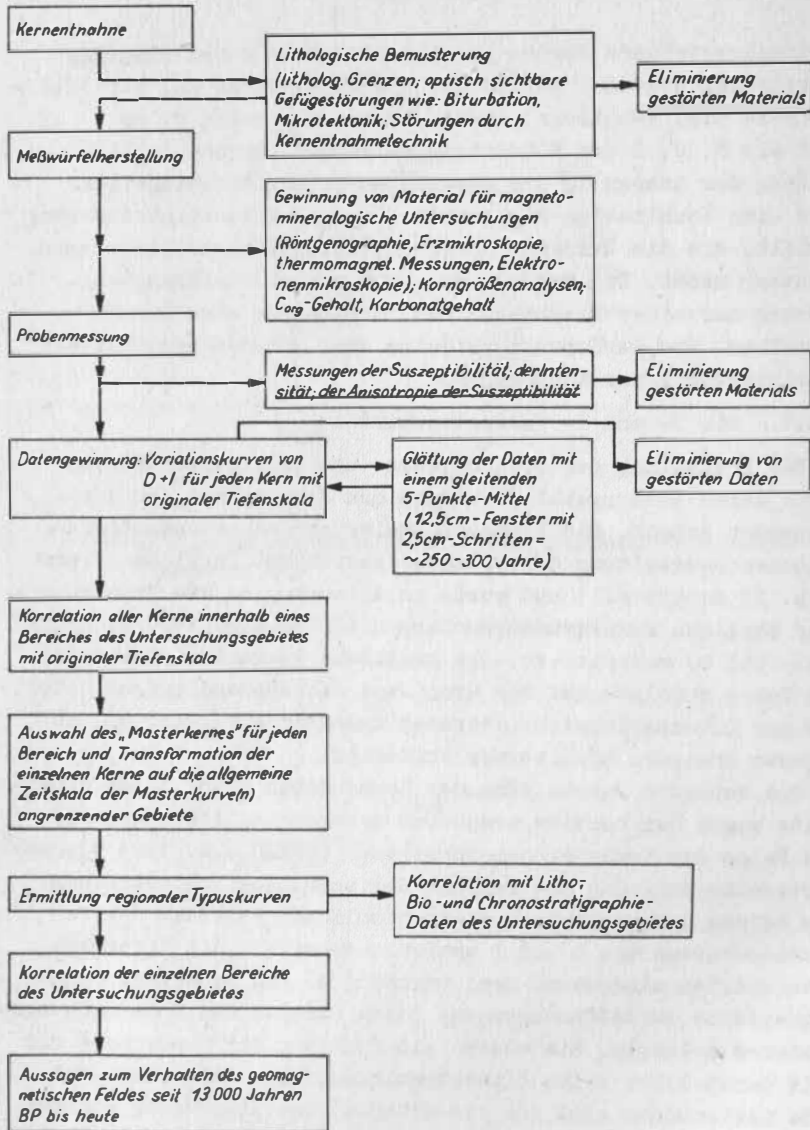 Kernentnahme
Lithologische Bemusterung
(litholog. Grenzen; optisch sichtbare
Gefügestörungen wie: Biturbation,
Mikrotektonik; Störungen durch
Kernentnahmetechnik
Eliminierung
gestörten Materials
Meßwürfelherstellung
Gewinnung von Material für magneto-
mineralogische Untersuchungen
(Röntgenographie, Erzmikroskopie,
thermomagnet. Messungen, Elektro-
nenmikroskopie); Korngrößenanalysen;
Corg-Gehalt, Karbonatgehalt
Probenmessung
Messungen der Suszeptibilität; der Inten-
sität; der Anisotropie der Suszeptibilität
Eliminierung
gestörten Materials
Datengewinnung: Variationskurven von
D+I für jeden Kern mit
originaler Tiefenskala
Glättung der Daten mit
einem gleitenden
5-Punkte-Mittel
(12,5cm-Fenster mit
2,5cm-Schritten =
~250-300 Jahre)
Eliminierung von
gestörten Daten
Korrelation aller Kerne innerhalb eines
Bereiches des Untersuchungsgebietes
mit originaler Tiefenskala
Auswahl des „Masterkernes" für jeden
Bereich und Transformation der
einzelnen Kerne auf die allgemeine
Zeitskala der Masterkurve(n)
angrenzender Gebiete
Ermittlung regionaler Typuskurven
Korrelation mit Litho-,
Bio- und Chronostratigraphie-
Daten des Untersuchungsgebietes
Korrelation der einzelnen Bereiche
des Untersuchungsgebietes
Aussagen zum Verhalten des geomag-
netischen Feldes seit 13 000 Jahren
BP bis heute